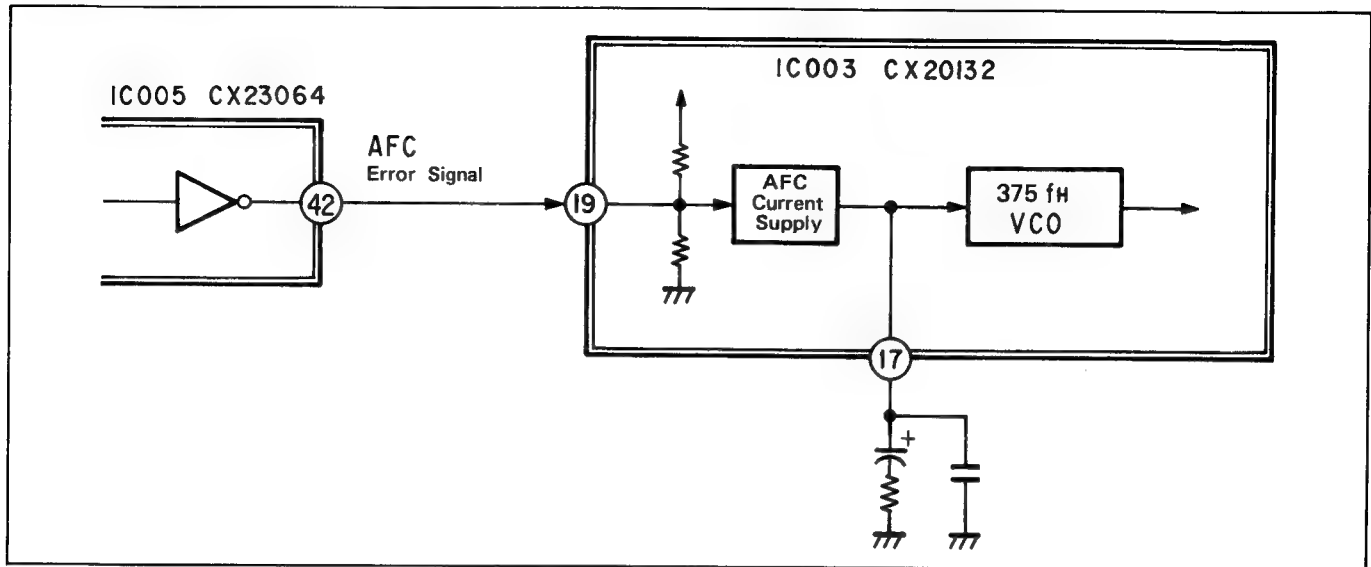 IC003 CX20132
IC005 CX23064
AFC
Error Signal
42
19
AFC
Current
Supply
375 fH
VCO
17
+